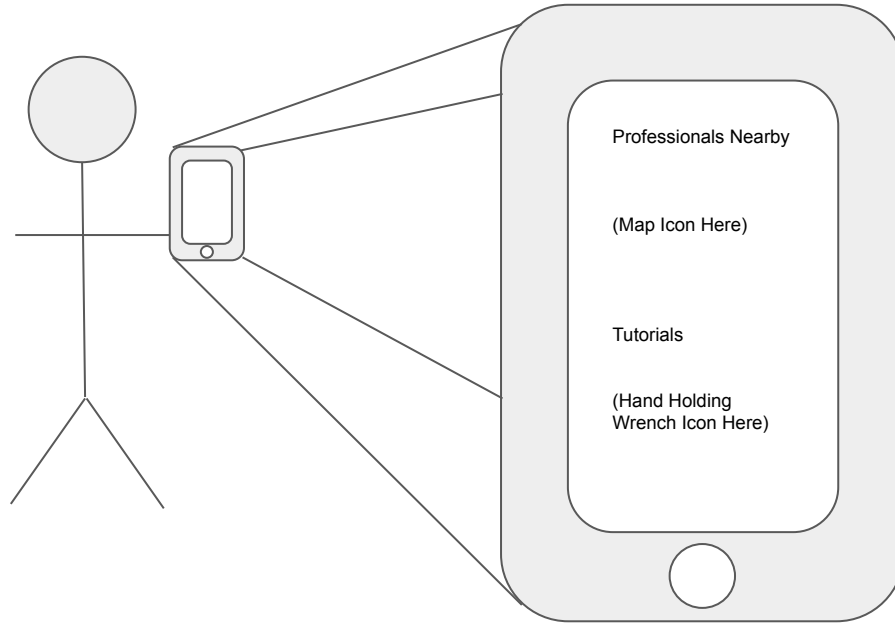 Professionals Nearby
(Map Icon Here)
Tutorials
(Hand Holding
Wrench Icon Here)